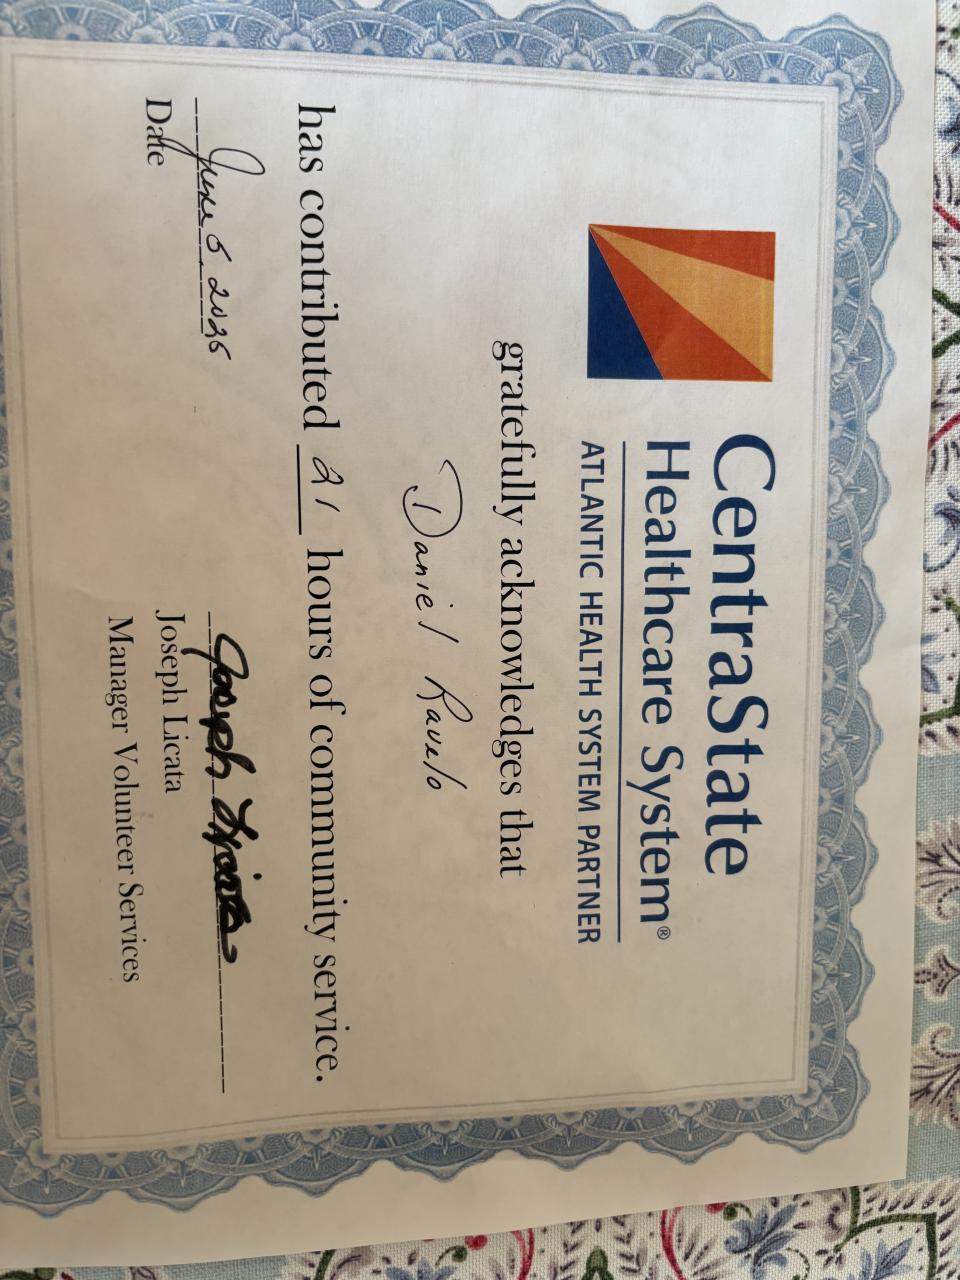 CentraState
Healthcare System®
ATLANTIC HEALTH SYSTEM PARTNER
gratefully acknowledges that
Daniel Ravelo
has contributed 21 hours of community service.
June 5 2026
Date
Joseph Licata
Joseph Licata
Manager Volunteer Services